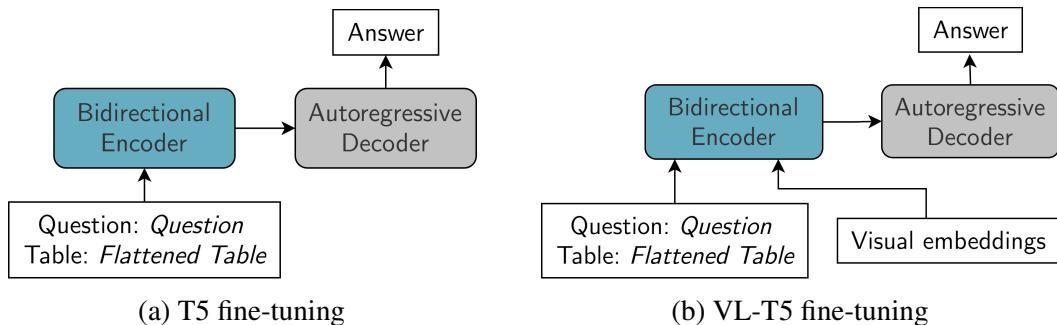 Answer
Bidirectional
Encoder
Autoregressive
Decoder
Question: Question
Table: Flattened Table
(a) T5 fine-tuning
Answer
Bidirectional
Encoder
Autoregressive
Decoder
Question: Question
Table: Flattened Table
Visual embeddings
(b) VL-T5 fine-tuning